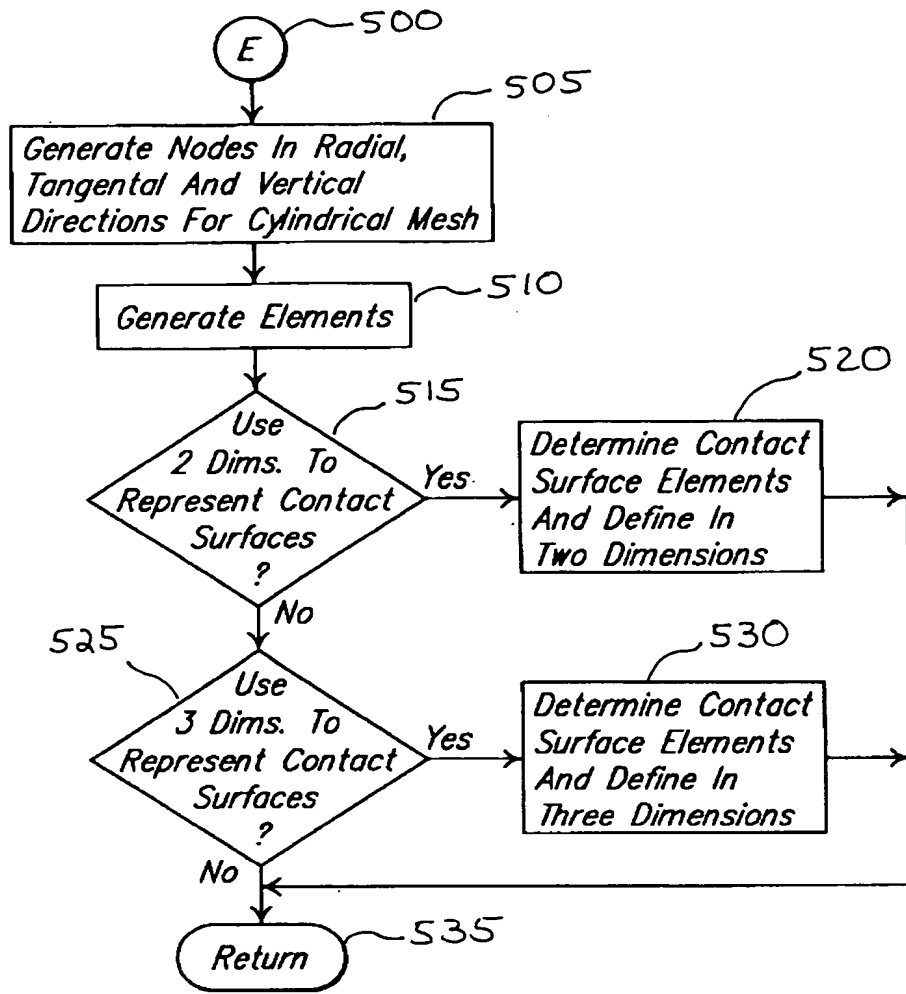 500
E
505
Generate Nodes In Radial,
Tangental And Vertical
Directions For Cylindrical Mesh
510
Generate Elements
515
Use
2 Dims. To
Represent Contact
Surfaces
?
Yes
520
Determine Contact
Surface Elements
And Define In
Two Dimensions
No
525
Use
3 Dims. To
Represent Contact
Surfaces
?
Yes
530
Determine Contact
Surface Elements
And Define In
Three Dimensions
No
Return
535